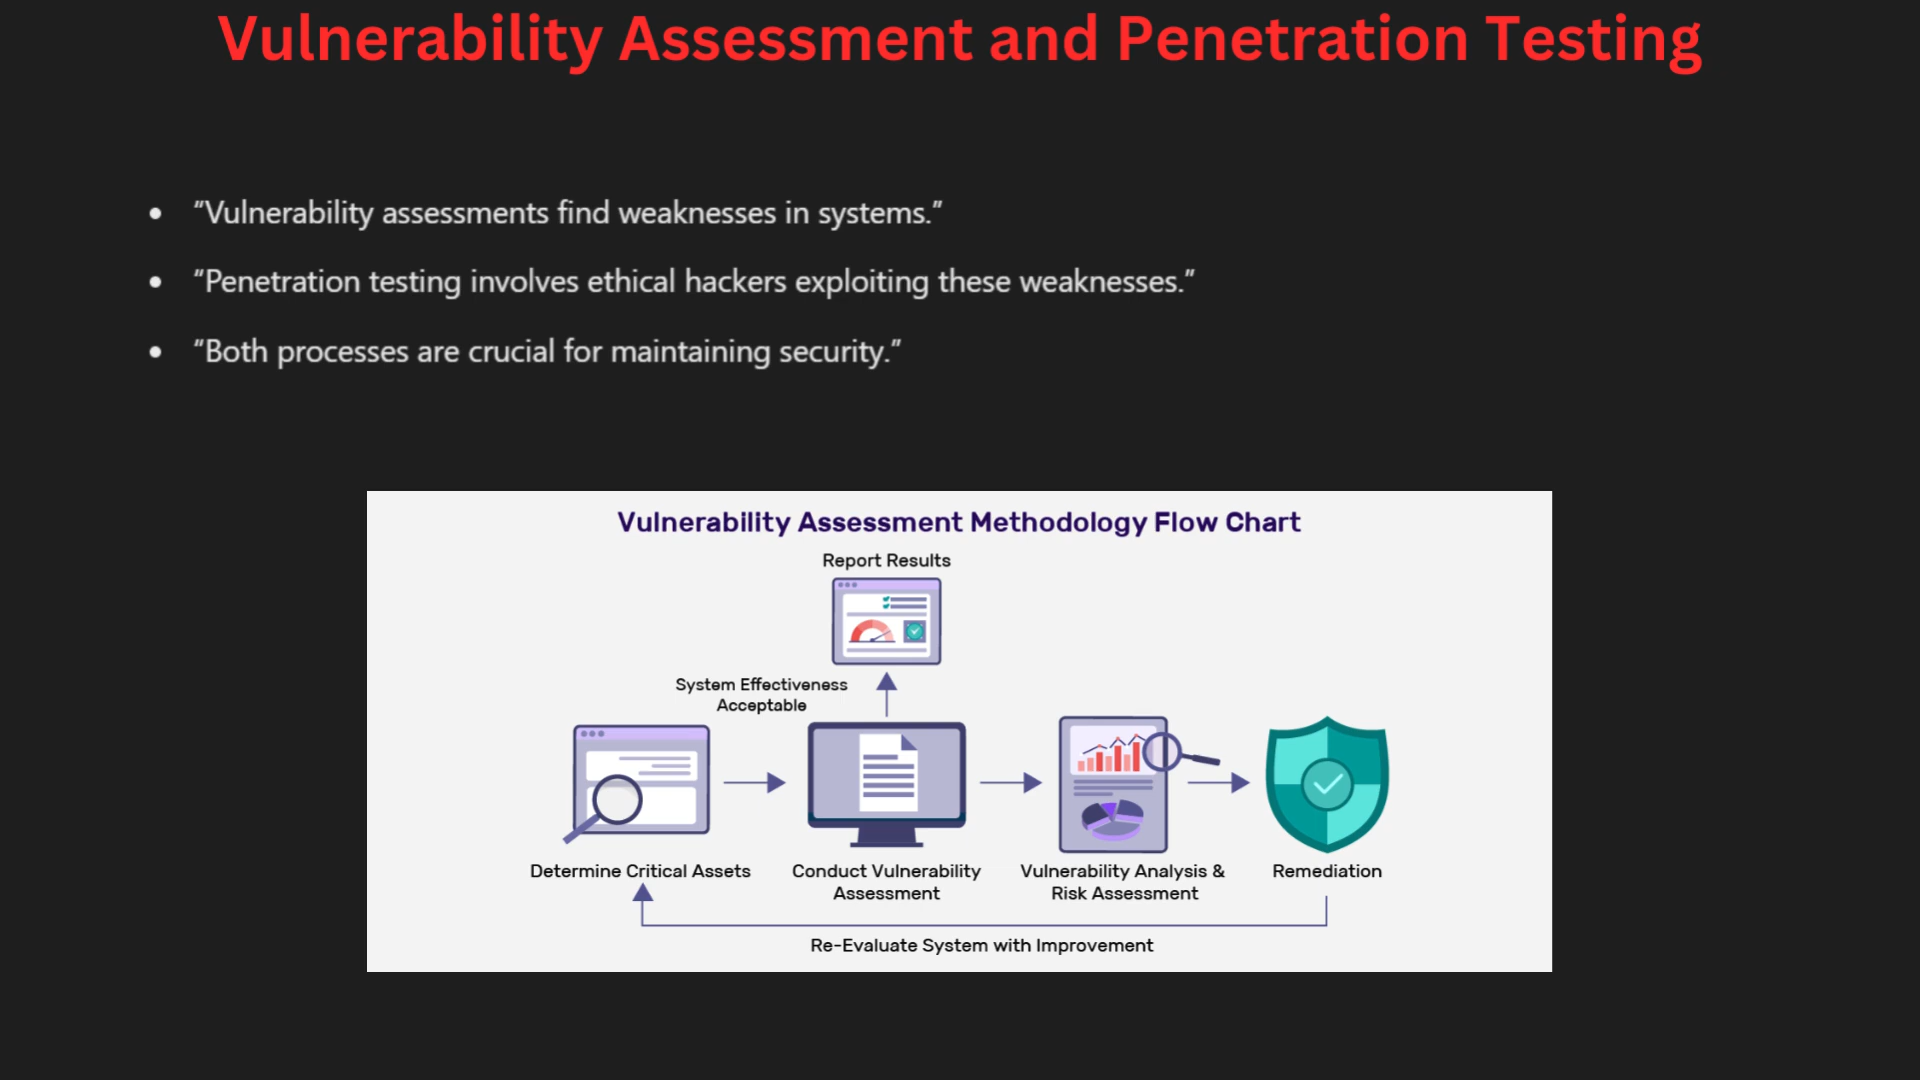 Vulnerability Assessment and Penetration Testing
• “Vulnerability assessments find weaknesses in systems.”
• “Penetration testing involves ethical hackers exploiting these weaknesses.”
• “Both processes are crucial for maintaining security.”
Vulnerability Assessment Methodology Flow Chart
Report Results
System Effectiveness
Acceptable
Determine Critical Assets
Conduct Vulnerability
Assessment
Vulnerability Analysis &
Risk Assessment
Remediation
Re-Evaluate System with Improvement